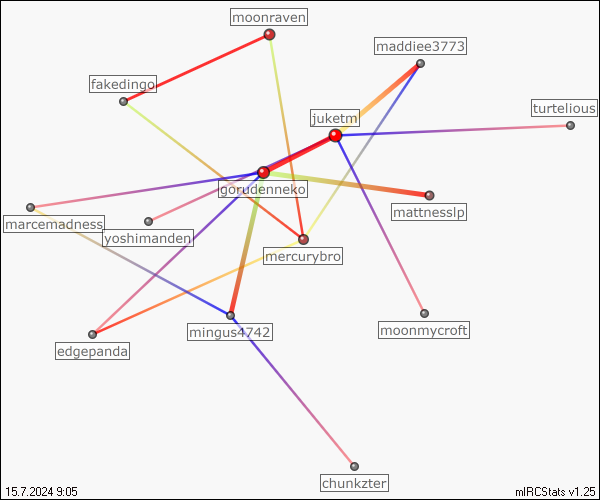 moonraven
maddiee3773
fakedingo
turtelious
juketm
gorddenneko
mattnesslp
marcemadness
yoshimanden
mercurybro
mingus4742
moonmycroft
edgepanda
chunkzter
15.7.2024 9:05
mIRCStats v1.25